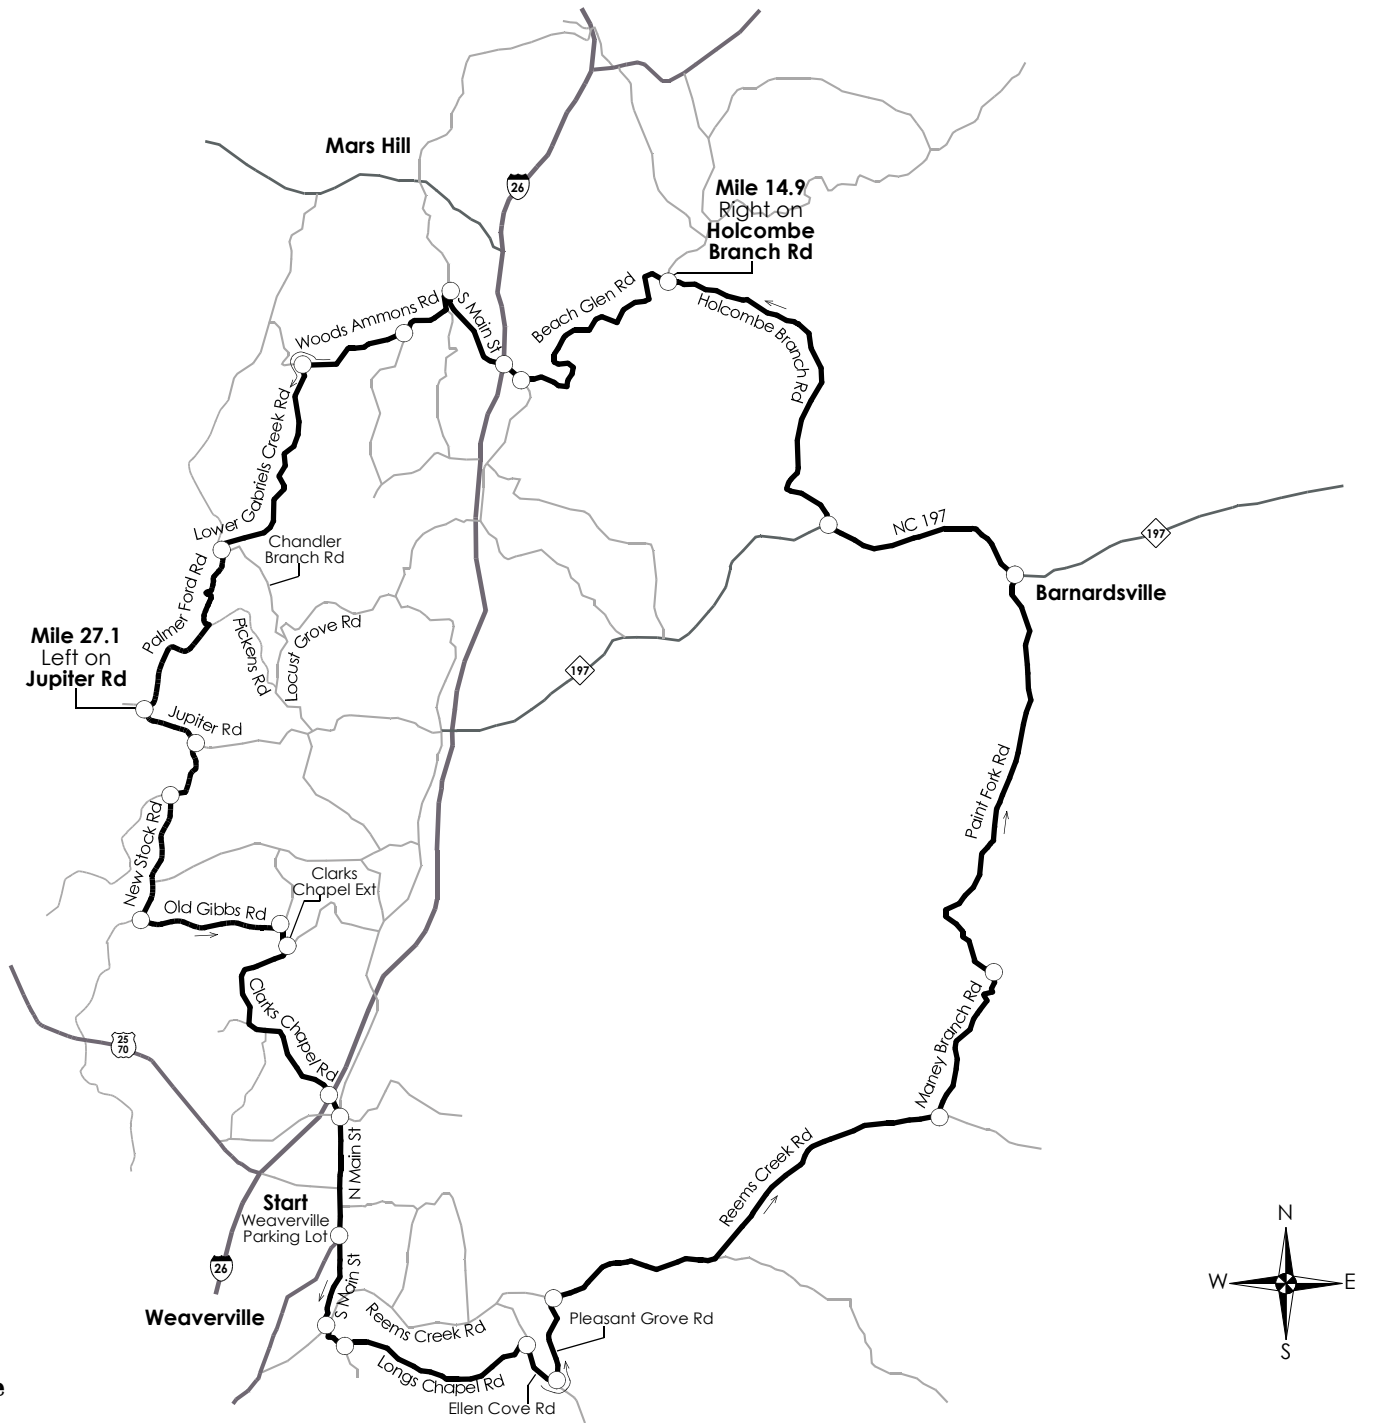 Mars Hill
26
Mile 14.9
Right on
Holcombe
Branch Rd
Beach Glen Rd
Holcombe Branch Rd
Woods Ammons Rd
S Main St
Lower Gabriels Creek Rd
NC 197
197
Chandler
Branch Rd
Barnardsville
Palmer Ford Rd
Pickens Rd
Locust Grove Rd
Mile 27.1
Left on
Jupiter Rd
197
Jupiter Rd
Paint Fork Rd
New Stock Rd
Clarks
Chapel Ext
Old Gibbs Rd
Clarks Chapel Rd
25
70
Maney Branch Rd
N Main St
Reems Creek Rd
Start
Weaverville
Parking Lot
26
S Main St
Weaverville
Reems Creek Rd
Pleasant Grove Rd
Longs Chapel Rd
Ellen Cove Rd
N
W
E
S
e